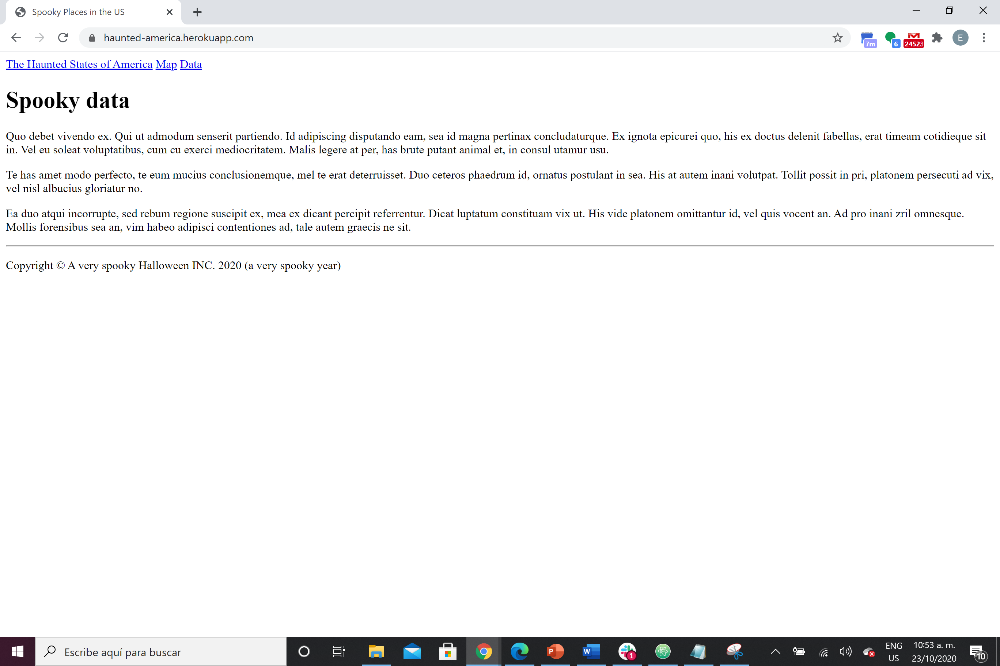 Spooky Places in the US
haunted-america.herokuapp.com
7m
6
24523
E
The Haunted States of America Map Data
Spooky data
Quo debet vivendo ex. Qui ut admodum senserit partiendo. Id adipiscing disputando eam, sea id magna pertinax concludaturque. Ex ignota epicurei quo, his ex doctus delenit fabellas, erat timeam cotidieque sit
in. Vel eu soleat voluptatibus, cum cu exerci mediocritatem. Malis legere at per, has brute putant animal et, in consul utamur usu.
Te has amet modo perfecto, te eum mucius conclusionemque, mel te erat deterruisset. Duo ceteros phaedrum id, ornatus postulant in sea. His at autem inani volutpat. Tollit possit in pri, platonem persecuti ad vix,
vel nisl albucius gloriatur no.
Ea duo atqui incorrupte, sed rebum regione suscipit ex, mea ex dicant percipit referrentur. Dicat luptatum constituam vix ut. His vide platonem omittantur id, vel quis vocent an. Ad pro inani zril omnesque.
Mollis forensibus sea an, vim habeo adipisci contentiones ad, tale autem graecis ne sit.
Copyright © A very spooky Halloween INC. 2020 (a very spooky year)
Escribe aquí para buscar
P
W
1
ENG
US
10:53 a. m.
23/10/2020
10